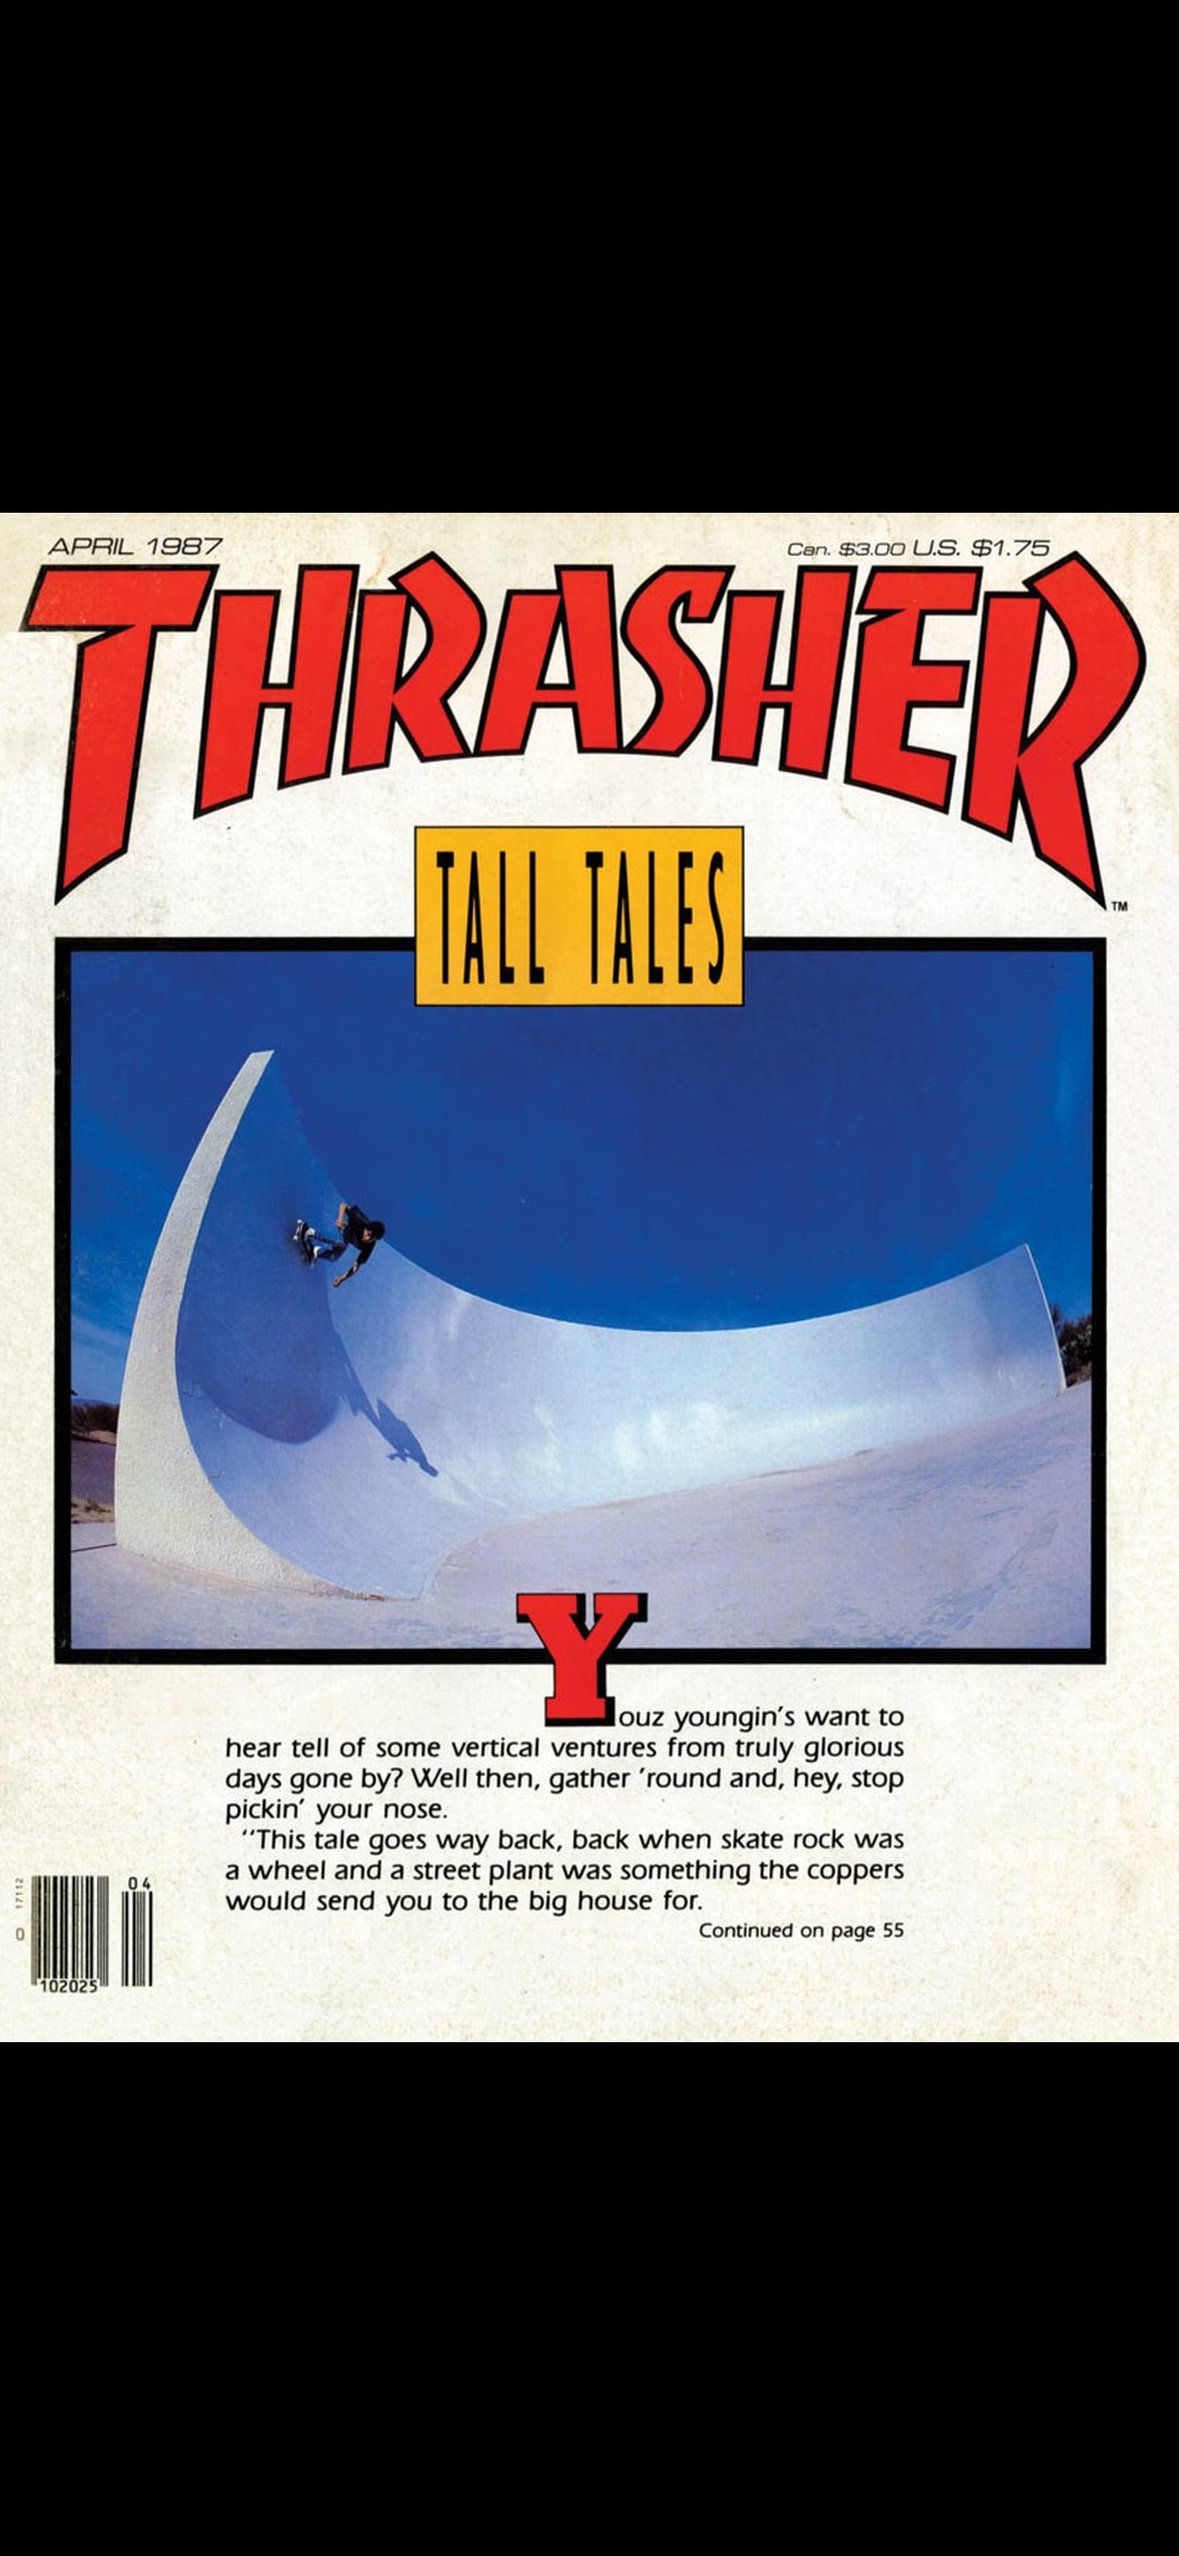 APRIL 1987
Can. $3.00 U.S. $1.75
THRASHER
TM
TALL TALES
Youz youngin's want to
hear tell of some vertical ventures from truly glorious
days gone by? Well then, gather 'round and, hey, stop
pickin' your nose.
"This tale goes way back, back when skate rock was
a wheel and a street plant was something the coppers
would send you to the big house for.
Continued on page 55
17112
0
04
102025